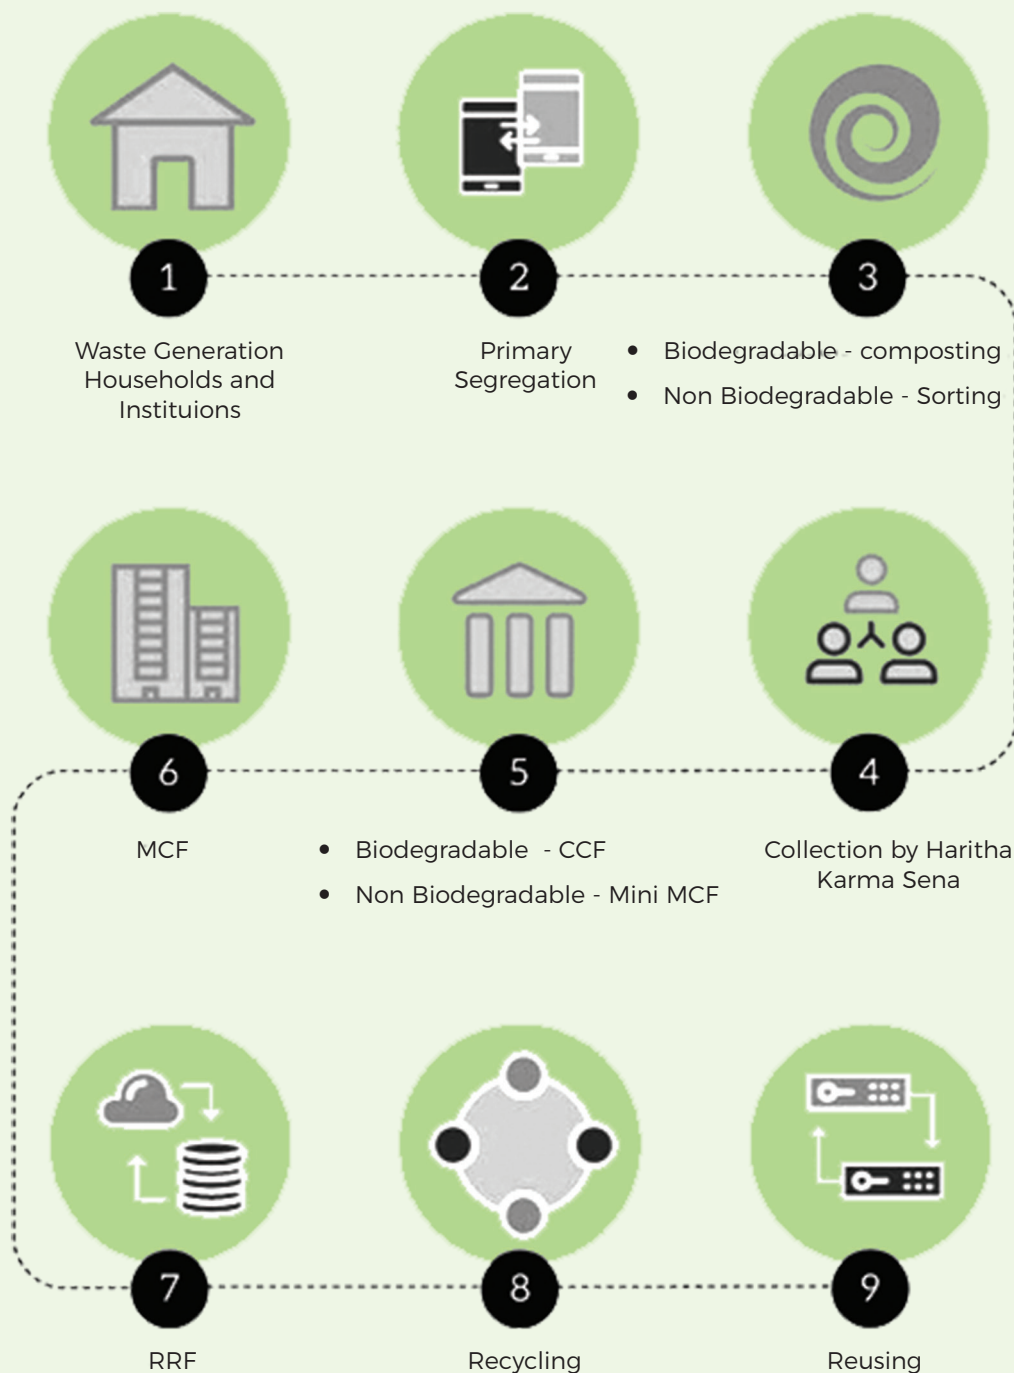 1
Waste Generation
Households and
Instituions
2
Primary
Segregation
3
• Biodegradable - composting
• Non Biodegradable - Sorting
4
Collection by Haritha
Karma Sena
5
• Biodegradable - CCF
• Non Biodegradable - Mini MCF
6
MCF
7
RRF
8
Recycling
9
Reusing